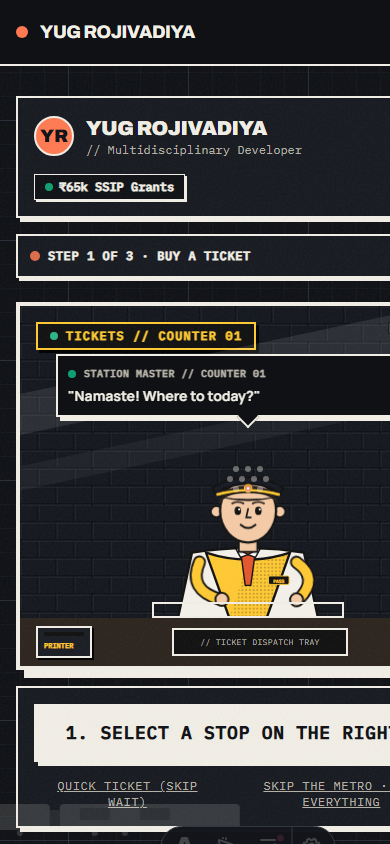 YUG ROJIVADIYA
YR
YUG ROJIVADIYA
// Multidisciplinary Developer
₹65k SSIP Grants
STEP 1 OF 3 · BUY A TICKET
TICKETS // COUNTER 01
STATION MASTER // COUNTER 01
"Namaste! Where to today?"
PASS
PRINTER
// TICKET DISPATCH TRAY
1. SELECT A STOP ON THE RIGH
QUICK TICKET (SKIP WAIT)
SKIP THE METRO · EVERYTHING